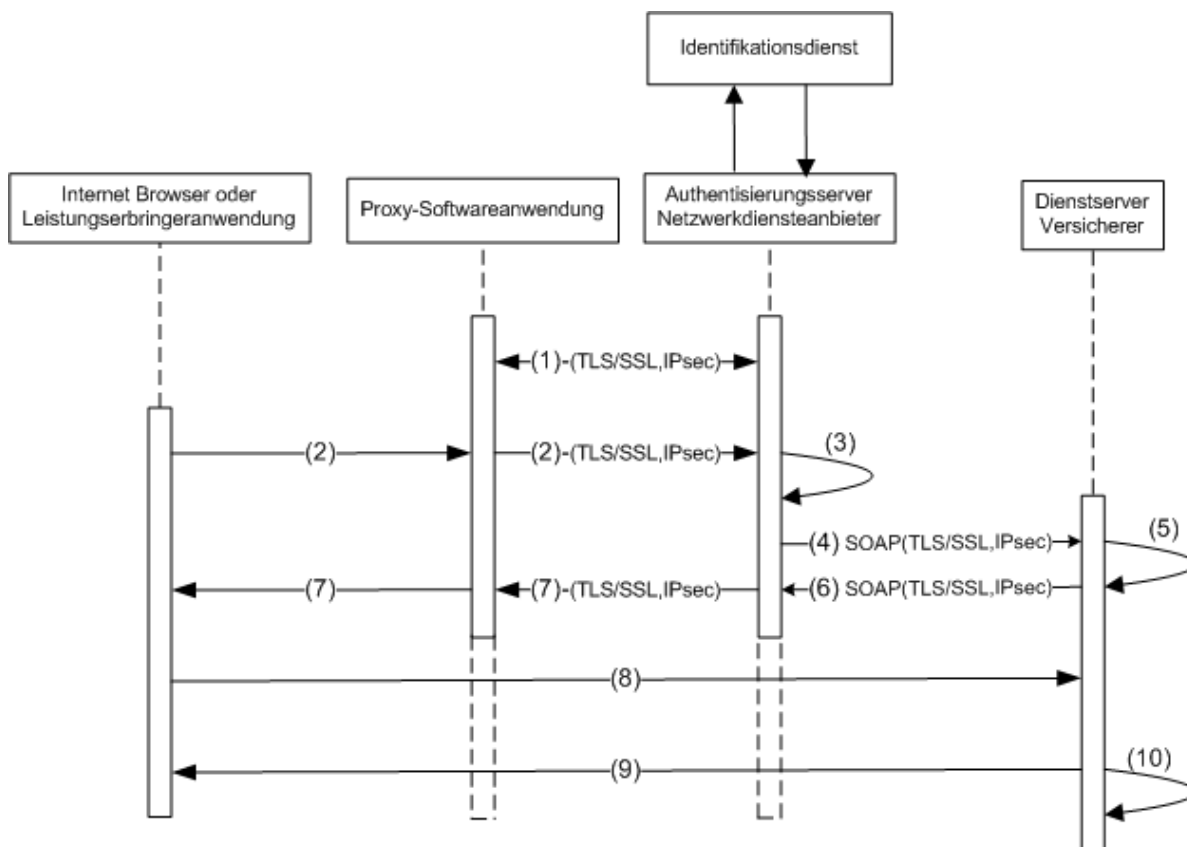 Identifikationsdienst
Internet Browser oder
Leistungserbringeranwendung
Proxy-Softwareanwendung
Authentisierungsserver
Netzwerkdiensteanbieter
Dienstserver
Versicherer
(1)-(TLS/SSL,IPsec)
(2)
(2)-(TLS/SSL,IPsec)
(3)
(4) SOAP(TLS/SSL,IPsec)
(5)
(7)
(7)-(TLS/SSL,IPsec)
(6) SOAP(TLS/SSL,IPsec)
(8)
(9)
(10)